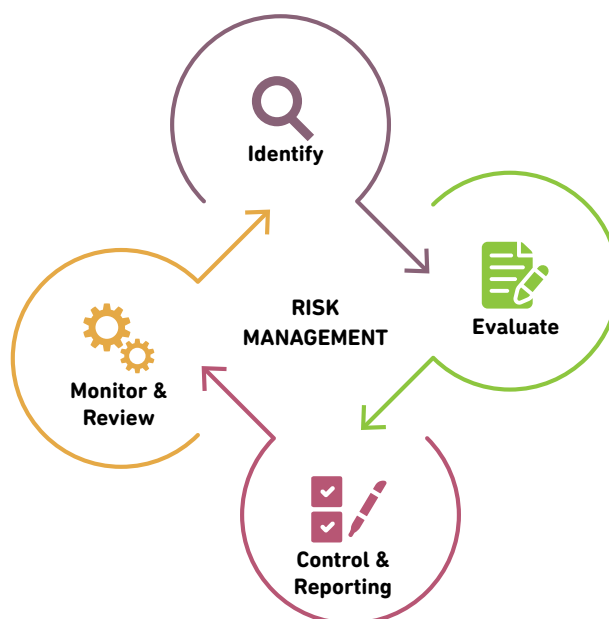 Identify
RISK
MANAGEMENT
Evaluate
Monitor &
Review
Control &
Reporting